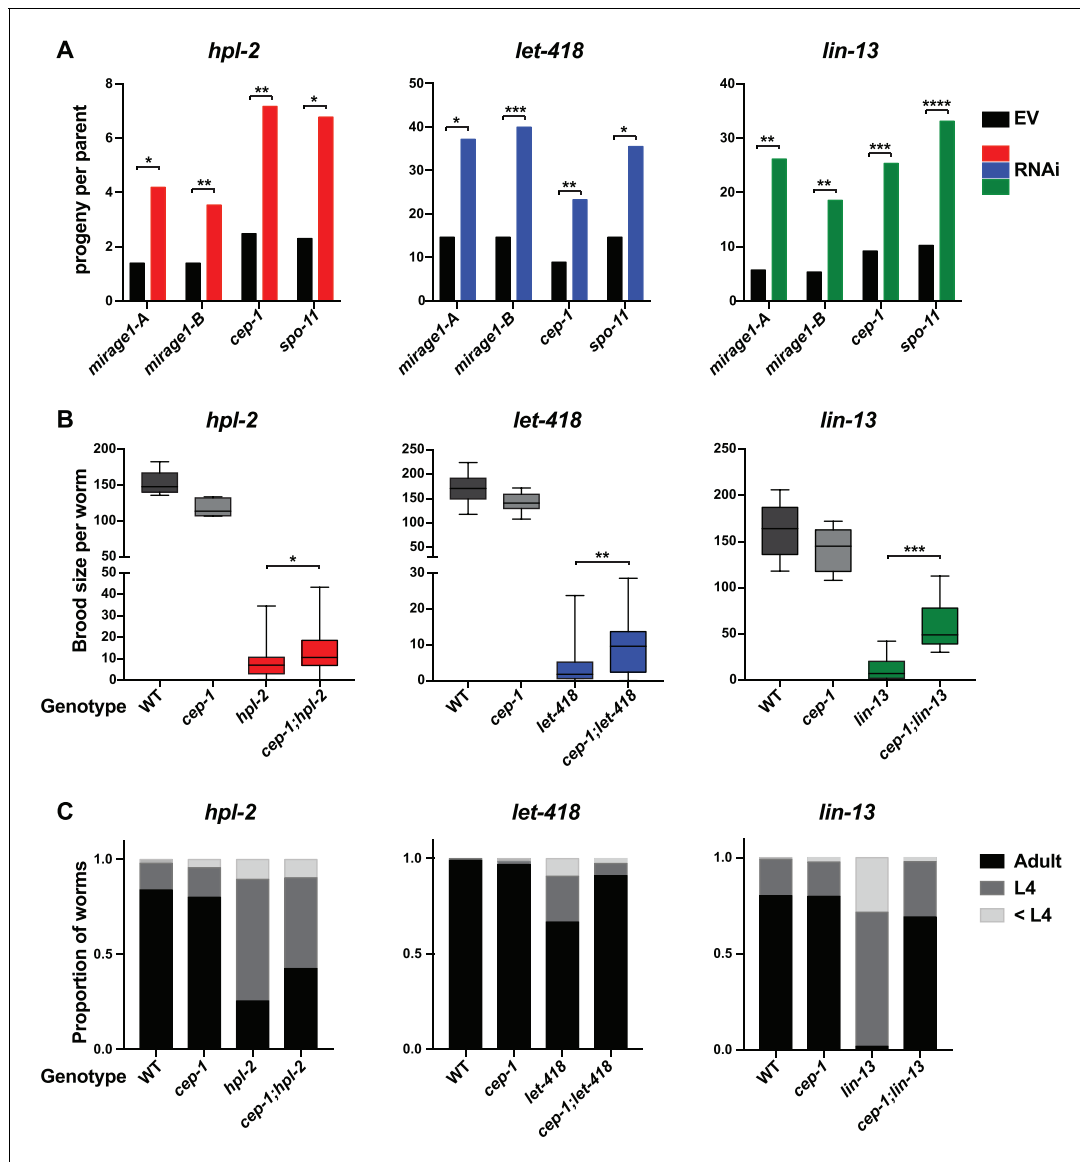 A
hpl-2
let-418
lin-13
progeny per parent
8
6
4
2
0
*
**
**
*
mirage1-A
mirage1-B
cep-1
spo-11
50
40
30
20
10
0
*
***
**
*
mirage1-A
mirage1-B
cep-1
spo-11
40
30
20
10
0
**
**
***
****
mirage1-A
mirage1-B
cep-1
spo-11
EV
RNAi
B
hpl-2
let-418
lin-13
Brood size per worm
200
150
100
50
50
40
30
20
10
0
*
Genotype
WT
cep-1
hpl-2
cep-1;hpl-2
250
200
150
100
50
30
30
20
10
0
**
WT
cep-1
let-418
cep-1;let-418
250
200
150
100
50
0
***
WT
cep-1
lin-13
cep-1;lin-13
C
hpl-2
let-418
lin-13
Proportion of worms
1.0
0.5
0.0
Genotype
WT
cep-1
hpl-2
cep-1;hpl-2
1.0
0.5
0.0
WT
cep-1
let-418
cep-1;let-418
1.0
0.5
0.0
WT
cep-1
lin-13
cep-1;lin-13
Adult
L4
< L4